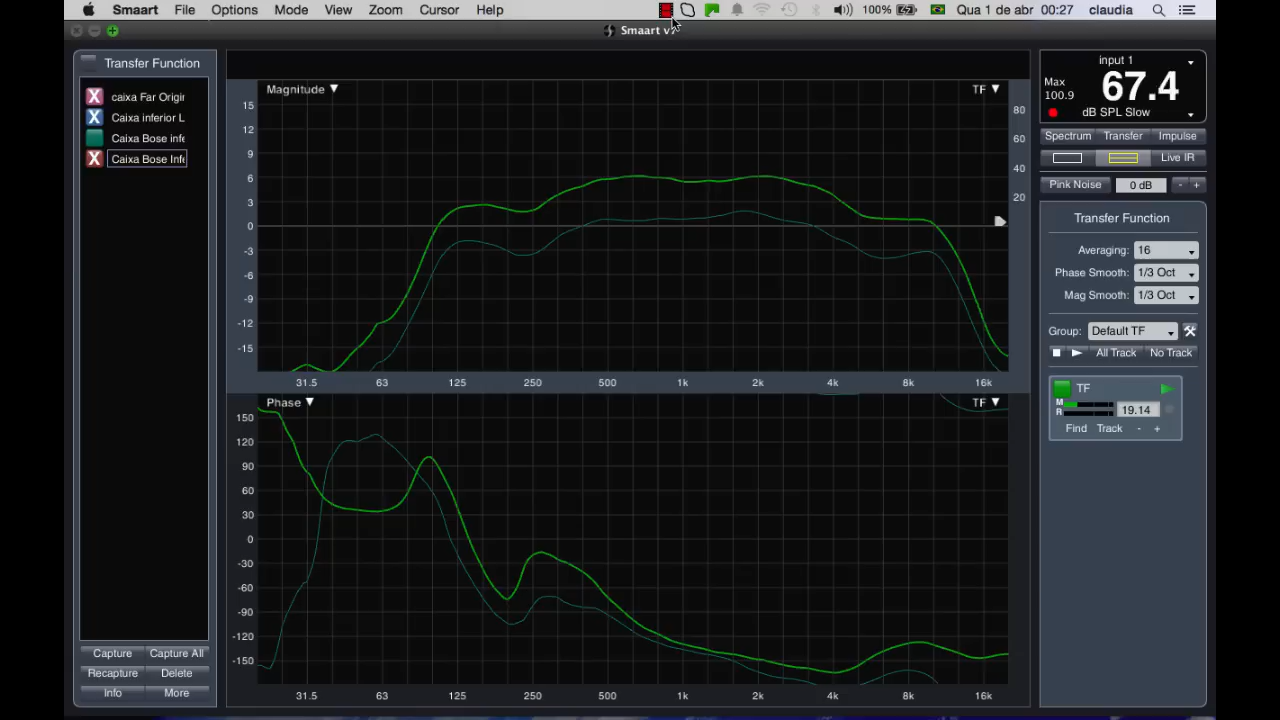 Smaart File Options Mode View Zoom Cursor Help 100% Qua 1 de abr 00:27 claudia
Smaart v7
Transfer Function
caixa Far Origir
Caixa inferior L
Caixa Bose infe
Caixa Bose Infe
Capture Capture All
Recapture Delete
Info More
Magnitude TF
15
12
9
6
3
0
-3
-6
-9
-12
-15
80
60
40
20
31.5 63 125 250 500 1k 2k 4k 8k 16k
Phase TF
150
120
90
60
30
0
-30
-60
-90
-120
-150
31.5 63 125 250 500 1k 2k 4k 8k 16k
input 1
Max
100.9
67.4
dB SPL Slow
Spectrum Transfer Impulse
Live IR
Pink Noise 0 dB - +
Transfer Function
Averaging: 16
Phase Smooth: 1/3 Oct
Mag Smooth: 1/3 Oct
Group: Default TF
All Track No Track
TF
M
R
19.14
Find Track - +